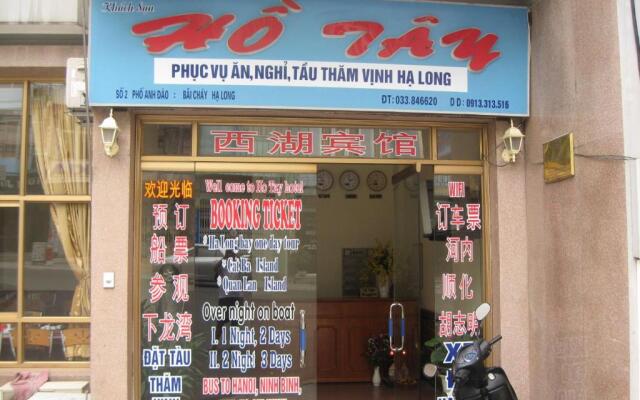 Khách Sạn
HỒ TÂY
PHỤC VỤ ĂN, NGHỈ, TẦU THĂM VỊNH HẠ LONG
SỐ 2 PHỐ ANH ĐÀO : BÃI CHÁY HẠ LONG
ĐT: 033.846620 D Đ: 0913.313.516
西湖宾馆
欢迎光临
预订
船票
参观
下龙湾
ĐẶT TÀU
THĂM
Well come to Ho Tay hotel
BOOKING TICKET
*Ha Long bay one day tour
*Cat Ba Island
*Quan Lan Island
Over night on boat
I. 1 Night, 2 Days
II. 2 Night 3 Days
BUS TO HANOI, NINH BINH,
WIFI
订车票
河内
顺化
胡志明